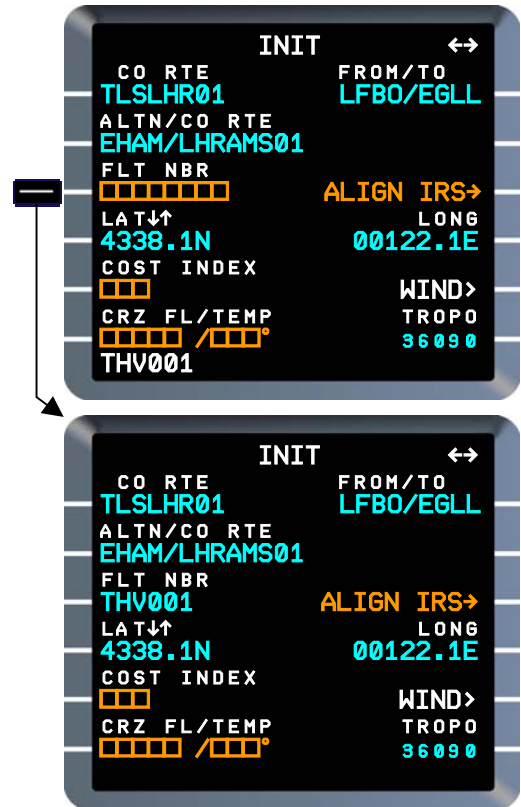 INIT ←→
CO RTE FROM/TO
TLSLHR01 LFBO/EGLL
ALTN/CO RTE
EHAM/LHRAMS01
FLT NBR
ALIGN IRS→
LAT↓↑ LONG
4338.1N 00122.1E
COST INDEX
WIND>
CRZ FL/TEMP TROPO
/ ° 36090
THV001
INIT ←→
CO RTE FROM/TO
TLSLHR01 LFBO/EGLL
ALTN/CO RTE
EHAM/LHRAMS01
FLT NBR
THV001 ALIGN IRS→
LAT↓↑ LONG
4338.1N 00122.1E
COST INDEX
WIND>
CRZ FL/TEMP TROPO
/ ° 36090